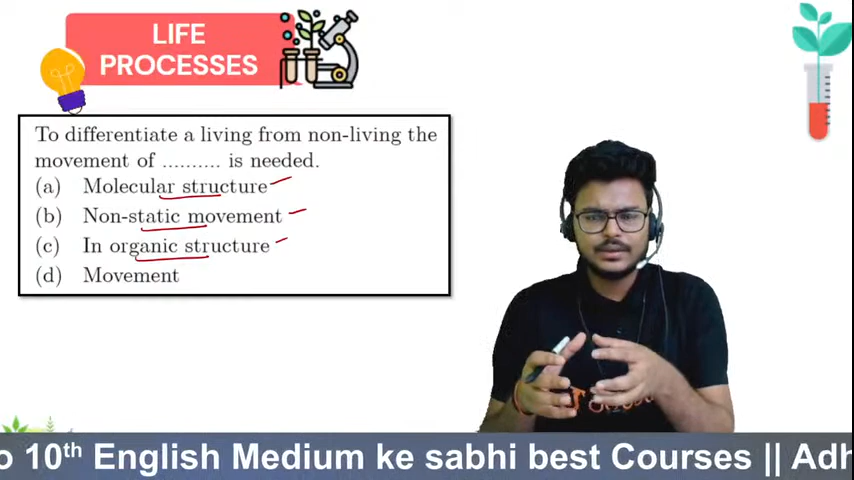 LIFE
PROCESSES
To differentiate a living from non-living the
movement of .......... is needed.
(a) Molecular structure
(b) Non-static movement
(c) In organic structure
(d) Movement
o 10th English Medium ke sabhi best Courses || Adh